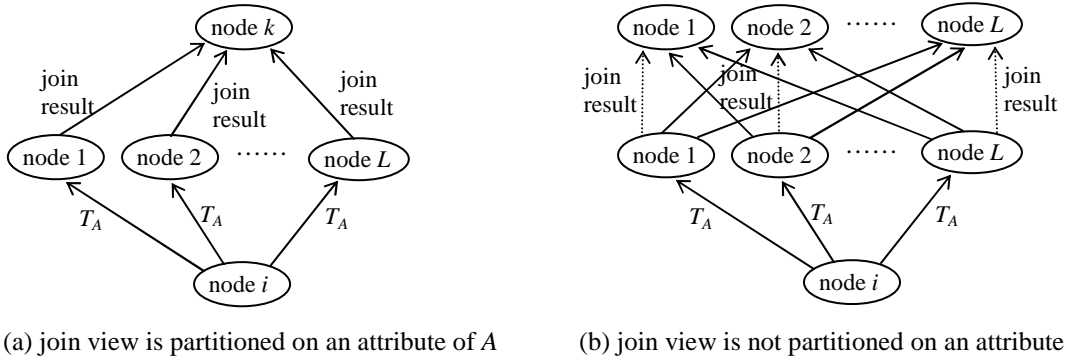 node k
node 1 node 2 …… node L
join result
join result
join result
join result
join result
join result
node 1 node 2 …… node L
node 1 node 2 …… node L
T_A
T_A
T_A
T_A
T_A
T_A
node i
node i
(a) join view is partitioned on an attribute of A
(b) join view is not partitioned on an attribute